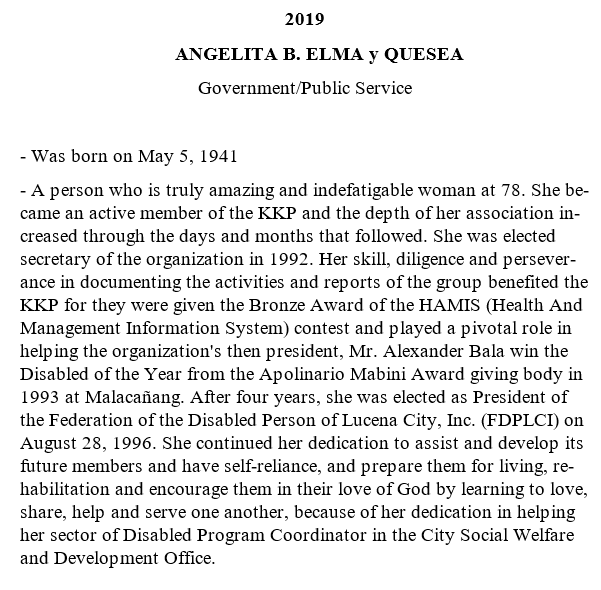 2019
ANGELITA B. ELMA y QUESEA
Government/Public Service
- Was born on May 5, 1941
- A person who is truly amazing and indefatigable woman at 78. She be-
came an active member of the KKP and the depth of her association in-
creased through the days and months that followed. She was elected
secretary of the organization in 1992. Her skill, diligence and persever-
ance in documenting the activities and reports of the group benefited the
KKP for they were given the Bronze Award of the HAMIS (Health And
Management Information System) contest and played a pivotal role in
helping the organization's then president, Mr. Alexander Bala win the
Disabled of the Year from the Apolinario Mabini Award giving body in
1993 at Malacañang. After four years, she was elected as President of
the Federation of the Disabled Person of Lucena City, Inc. (FDPLCI) on
August 28, 1996. She continued her dedication to assist and develop its
future members and have self-reliance, and prepare them for living, re-
habilitation and encourage them in their love of God by learning to love,
share, help and serve one another, because of her dedication in helping
her sector of Disabled Program Coordinator in the City Social Welfare
and Development Office.